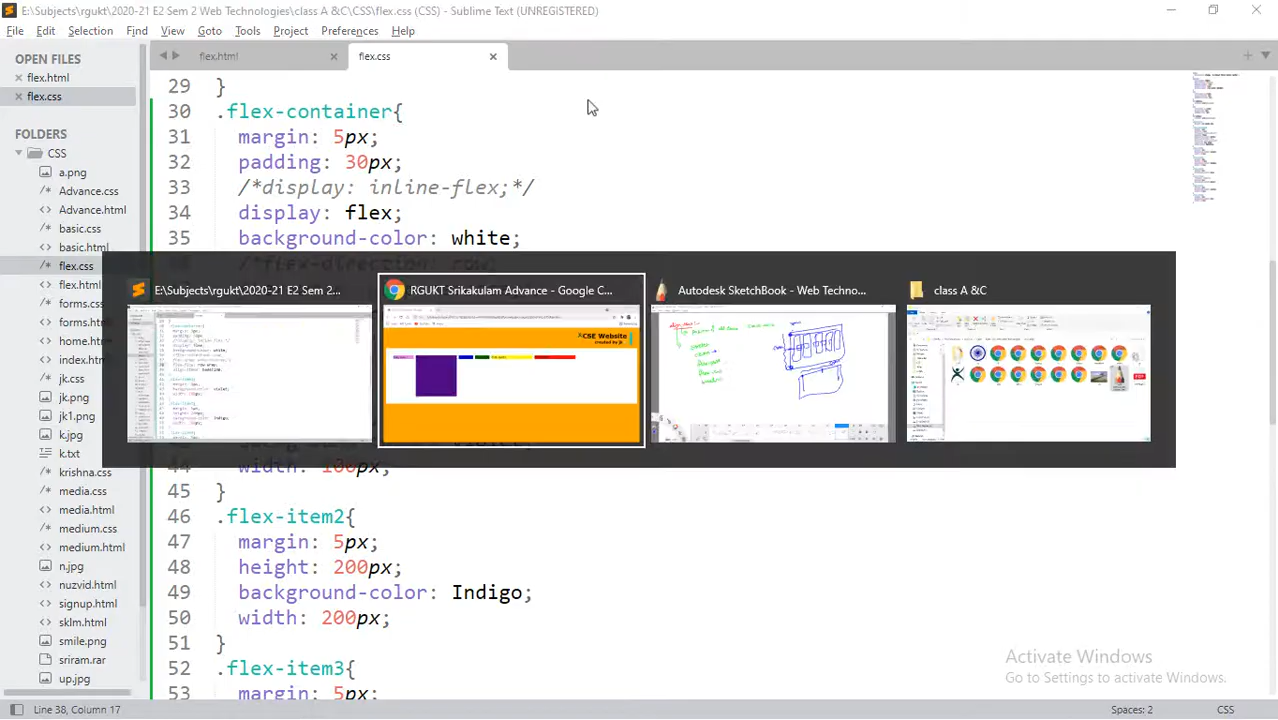 E:\Subjects\rgukt\2020-21 E2 Sem 2 Web Technologies\class A &C\CSS\flex.css (CSS) - Sublime Text (UNREGISTERED)
File Edit Selection Find View Goto Tools Project Preferences Help
OPEN FILES
flex.html
flex.css
FOLDERS
CSS
a.png
Advance.css
Advance.html
basic.css
basic.html
flex.css
flex.html
forms.css
jk.css
jk.png
k.txt
krishna.css
media.css
media.html
medium.css
medium.html
n.jpg
nuzvid.html
signup.html
sklm.html
smile.png
sriram.rar
up.jpg
flex.html
flex.css
29 }
30 .flex-container{
31 margin: 5px;
32 padding: 30px;
33 /*display: inline-flex;*/
34 display: flex;
35 background-color: white;
E:\Subjects\rgukt\2020-21 E2 Sem 2...
RGUKT Srikakulam Advance - Google C...
CSE Website
created by jk
Autodesk SketchBook - Web Techno...
class A &C
44 width: 100px;
45 }
46 .flex-item2{
47 margin: 5px;
48 height: 200px;
49 background-color: Indigo;
50 width: 200px;
51 }
52 .flex-item3{
53 margin: 5px;
Activate Windows
Go to Settings to activate Windows.
Line 38, Column 17
Spaces: 2
CSS